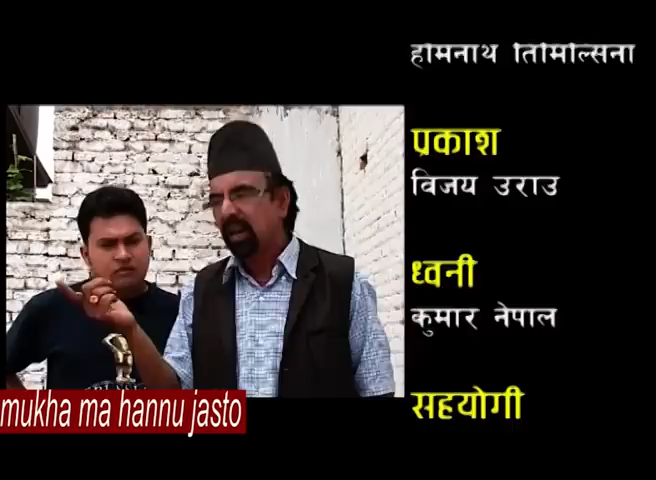 होमनाथ तिमिल्सिना
प्रकाश
विजय उराउ
ध्वनी
कुमार नेपाल
सहयोगी
mukha ma hannu jasto